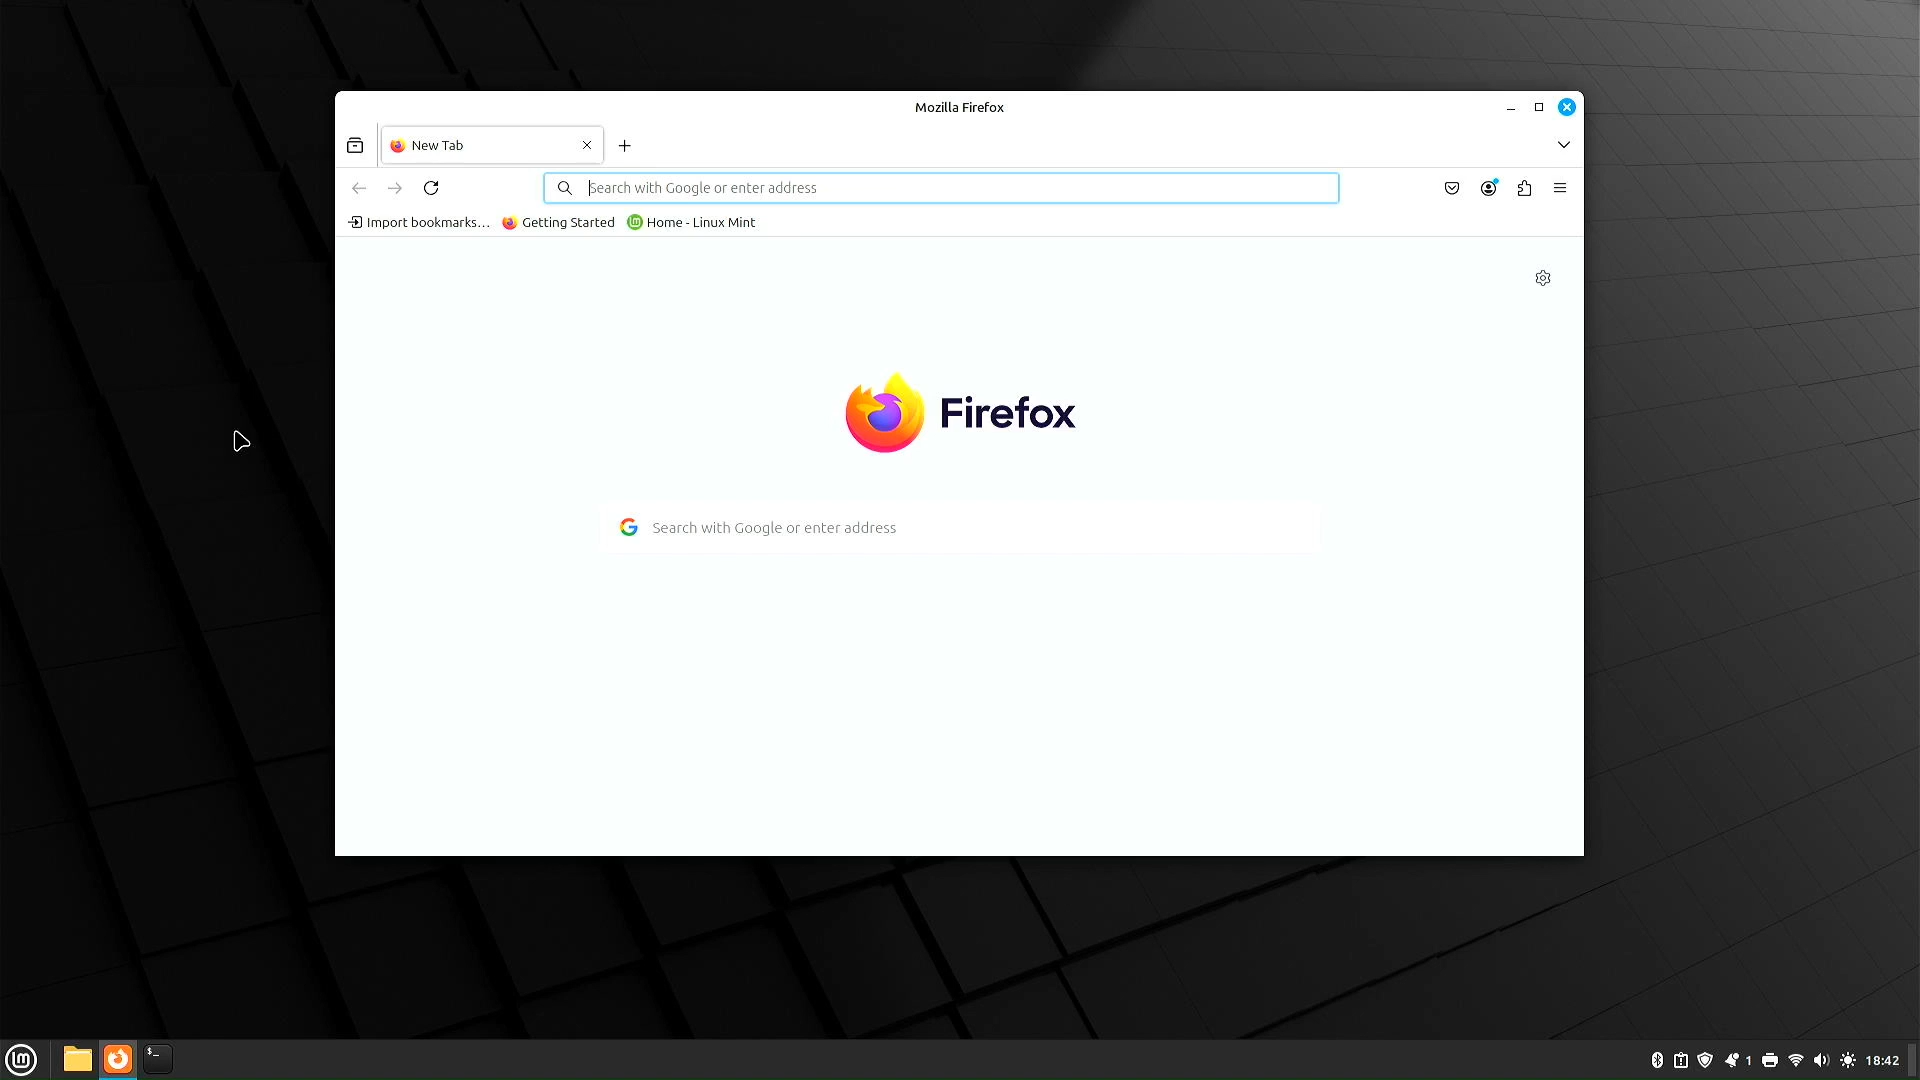 Mozilla Firefox
New Tab
Search with Google or enter address
Import bookmarks… Getting Started Home - Linux Mint
Firefox
Search with Google or enter address
$_ 1 18:42